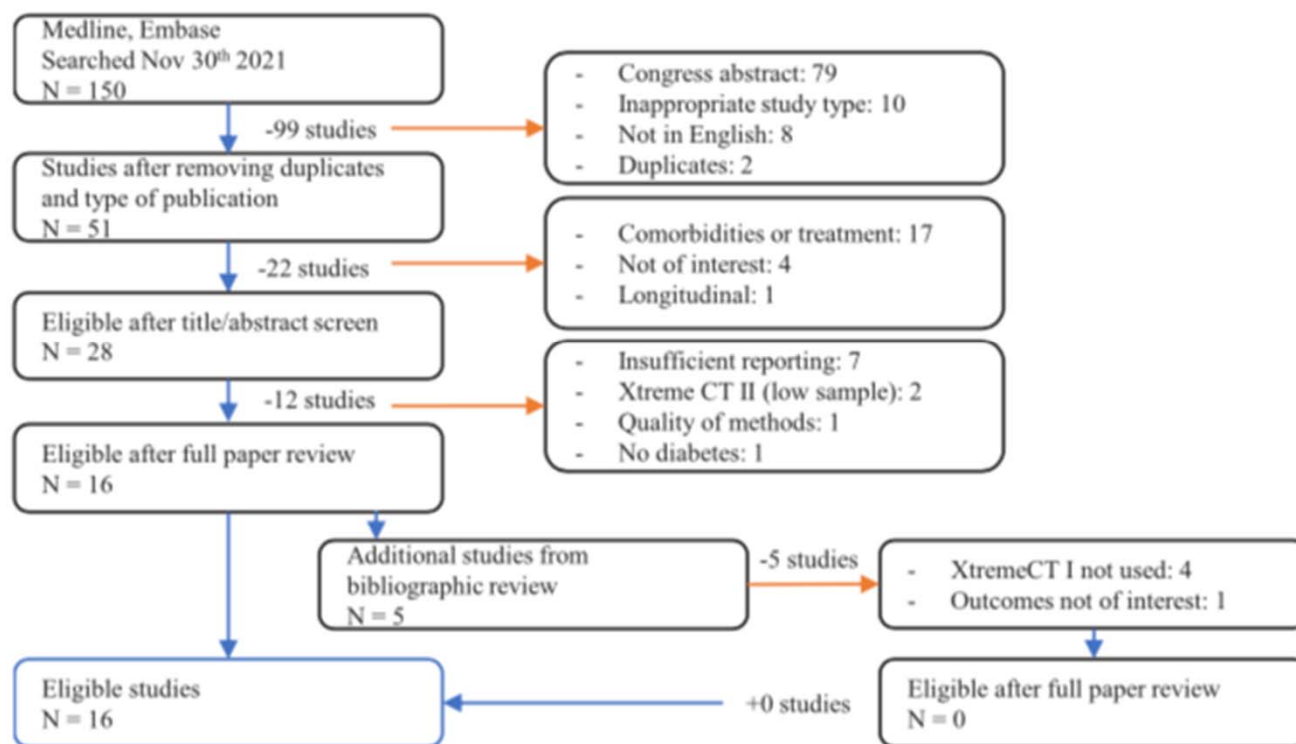 Medline, Embase
Searched Nov 30th 2021
N = 150
-99 studies
- Congress abstract: 79
- Inappropriate study type: 10
- Not in English: 8
- Duplicates: 2
Studies after removing duplicates
and type of publication
N = 51
-22 studies
- Comorbidities or treatment: 17
- Not of interest: 4
- Longitudinal: 1
Eligible after title/abstract screen
N = 28
-12 studies
- Insufficient reporting: 7
- Xtreme CT II (low sample): 2
- Quality of methods: 1
- No diabetes: 1
Eligible after full paper review
N = 16
Additional studies from
bibliographic review
N = 5
-5 studies
- XtremeCT I not used: 4
- Outcomes not of interest: 1
Eligible studies
N = 16
+0 studies
Eligible after full paper review
N = 0